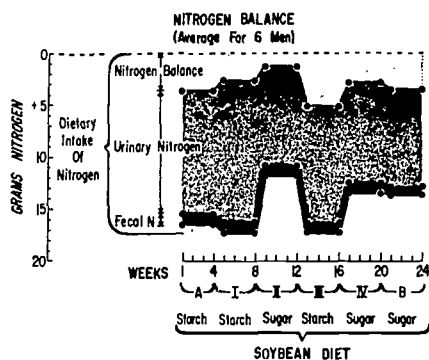 NITROGEN BALANCE
(Average For 6 Men)
GRAMS NITROGEN
0
+5
10
15
20
Dietary
Intake
Of
Nitrogen
Nitrogen Balance
Urinary Nitrogen
Fecal N
WEEKS
1 4 8 12 16 20 24
A I II III IV B
Starch Starch Sugar Starch Sugar Sugar
SOYBEAN DIET